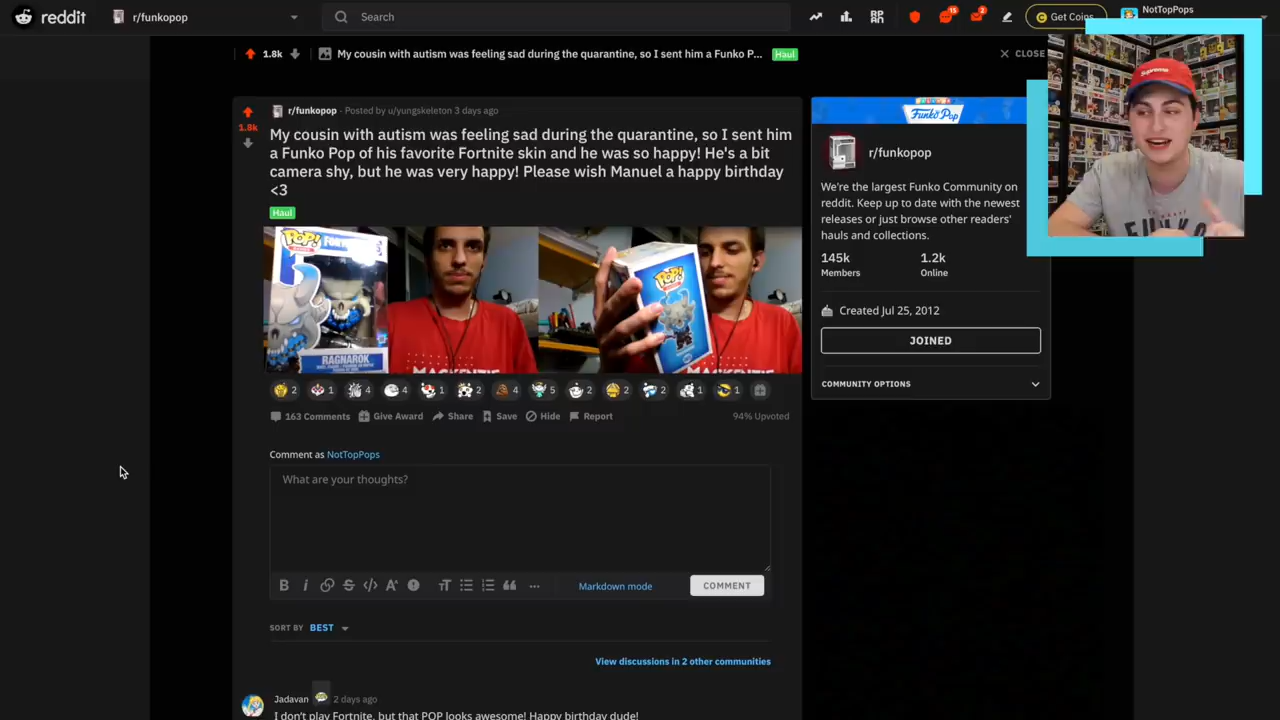 reddit
r/funkopop
Search
15
2
Get Coins
NotTopPops
1.8k
My cousin with autism was feeling sad during the quarantine, so I sent him a Funko P...
Haul
CLOSE
1.8k
r/funkopop · Posted by u/yungskeleton 3 days ago
My cousin with autism was feeling sad during the quarantine, so I sent him
a Funko Pop of his favorite Fortnite skin and he was so happy! He's a bit
camera shy, but he was very happy! Please wish Manuel a happy birthday
<3
Haul
POP!
RAGNAROK
POP!
2 1 4 4 1 2 4 5 2 2 2 1 1
163 Comments Give Award Share Save Hide Report
94% Upvoted
Comment as NotTopPops
What are your thoughts?
B i
Markdown mode
COMMENT
SORT BY BEST
View discussions in 2 other communities
Jadavan 2 days ago
I don't play Fortnite, but that POP looks awesome! Happy birthday dude!
Funko Pop
r/funkopop
We're the largest Funko Community on
reddit. Keep up to date with the newest
releases or just browse other readers'
hauls and collections.
145k 1.2k
Members Online
Created Jul 25, 2012
JOINED
COMMUNITY OPTIONS
Supreme
FUNKO